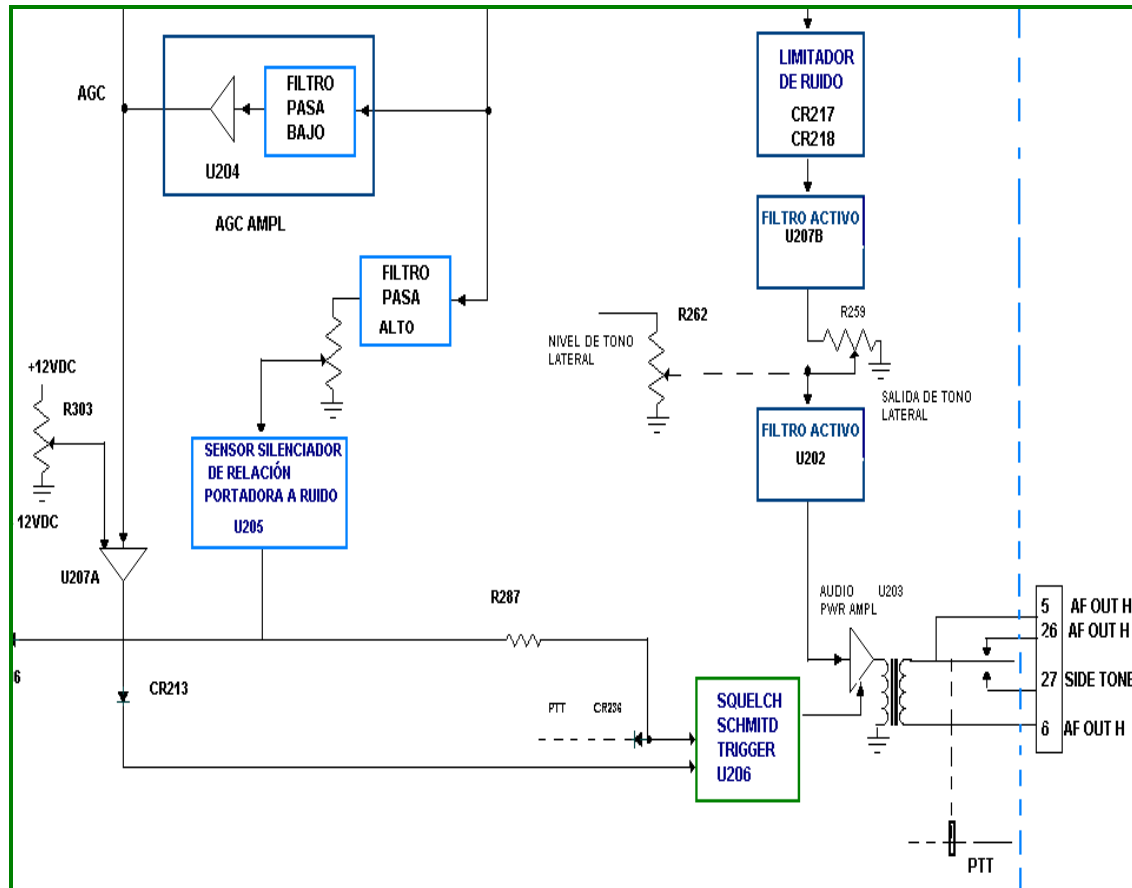 AGC
FILTRO
PASA
BAJO
U204
AGC AMPL
LIMITADOR
DE RUIDO
CR217
CR218
FILTRO ACTIVO
U207B
FILTRO
PASA
ALTO
R262
R259
NIVEL DE TONO
LATERAL
SALIDA DE TONO
LATERAL
FILTRO ACTIVO
U202
+12VDC
R303
12VDC
U207A
SENSOR SILENCIADOR
DE RELACIÓN
PORTADORA A RUIDO
U205
R287
6
CR213
PTT CR236
SQUELCH
SCHMITD
TRIGGER
U206
AUDIO U203
PWR AMPL
5 AF OUT H
26 AF OUT H
27 SIDE TONE
6 AF OUT H
PTT